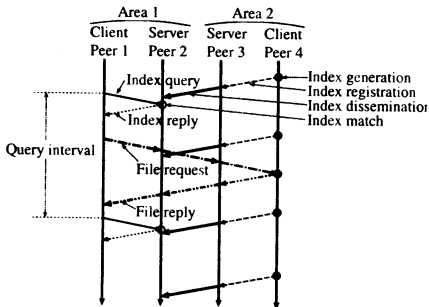 Area 1 Area 2
Client Server Server Client
Peer 1 Peer 2 Peer 3 Peer 4
Index query
Index generation
Index registration
Index dissemination
Index match
Index reply
Query interval
File request
File reply